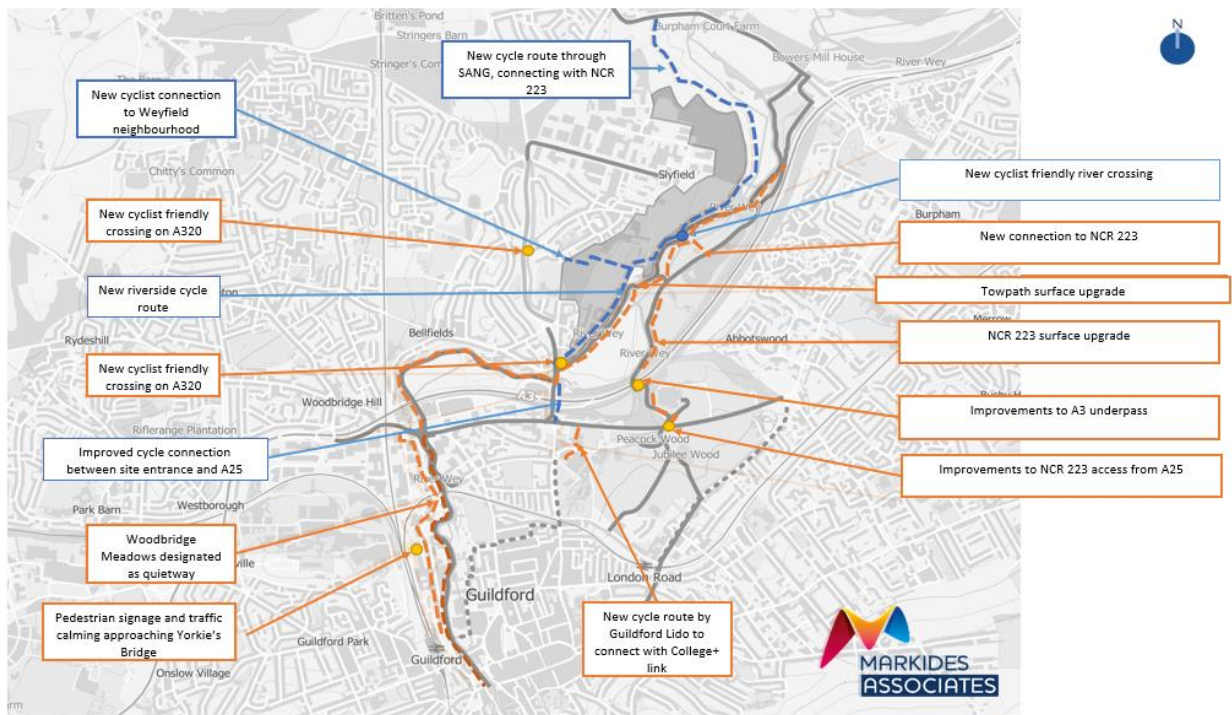 Britten's Pond
Stringers Barn
Stringer's Com
Burpham Court Farm
Bowers Mill House
River Wey
N
New cycle route through
SANG, connecting with NCR
223
New cyclist connection
to Weyfield
neighbourhood
Chitty's Common
Slyfield
New cyclist friendly river crossing
River Wey
Burpham
New cyclist friendly
crossing on A320
New connection to NCR 223
New riverside cycle
route
Towpath surface upgrade
Merrow
Bellfields
River Wey
Rydeshill
River Wey
Abbotswood
NCR 223 surface upgrade
New cyclist friendly
crossing on A320
Woodbridge Hill
A3
Improvements to A3 underpass
Riflerange Plantation
Peacock Wood
Jubilee Wood
Improved cycle connection
between site entrance and A25
Improvements to NCR 223 access from A25
River Wey
Westborough
Park Barn
Woodbridge
Meadows designated
as quietway
ville
London Road
Guildford
Pedestrian signage and traffic
calming approaching Yorkie's
Bridge
New cycle route by
Guildford Lido to
connect with College+
link
Guildford Park
Guildford
Onslow Village
MARKIDES
ASSOCIATES